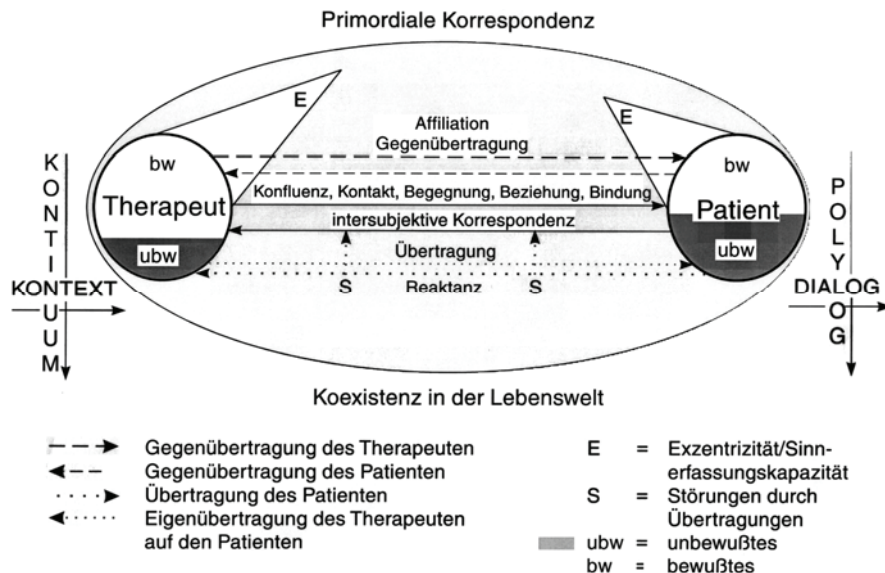 Primordiale Korrespondenz
E
E
Affiliation
Gegenübertragung
bw
bw
Konfluenz, Kontakt, Begegnung, Beziehung, Bindung
Therapeut
Patient
intersubjektive Korrespondenz
ubw
ubw
Übertragung
S
Reaktanz
S
KONTINUUM
KONTEXT
POLYLOG
DIALOG
Koexistenz in der Lebenswelt
Gegenübertragung des Therapeuten
Gegenübertragung des Patienten
Übertragung des Patienten
Eigenübertragung des Therapeuten
auf den Patienten
E = Exzentrizität/Sinn-
erfassungskapazität
S = Störungen durch
Übertragungen
ubw = unbewußtes
bw = bewußtes